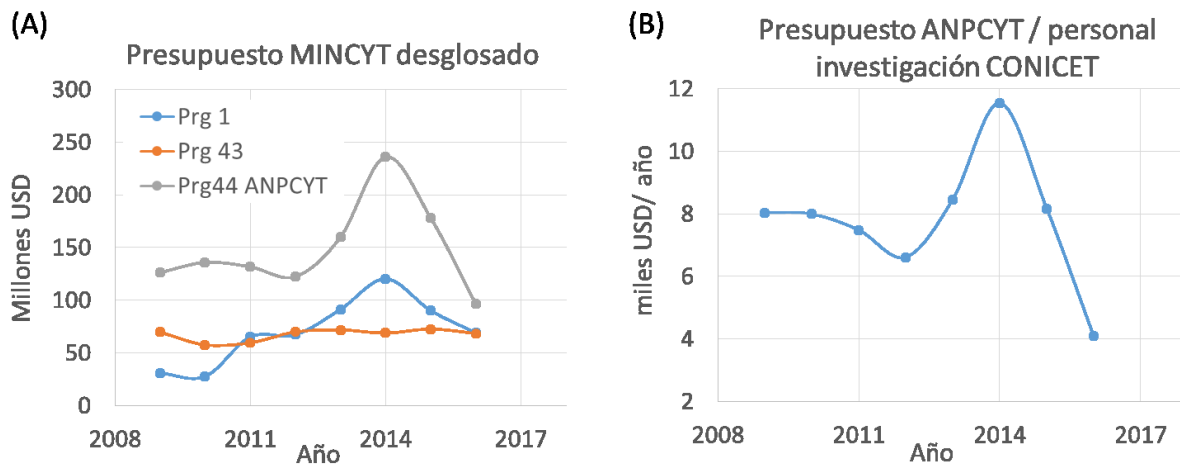 (A)
Presupuesto MINCYT desglosado
300
250
200
150
100
50
0
Millones USD
Prg 1
Prg 43
Prg44 ANPCYT
2008
2011
2014
2017
Año
(B)
Presupuesto ANPCYT / personal
investigación CONICET
12
10
8
6
4
2
miles USD/ año
2008
2011
2014
2017
Año